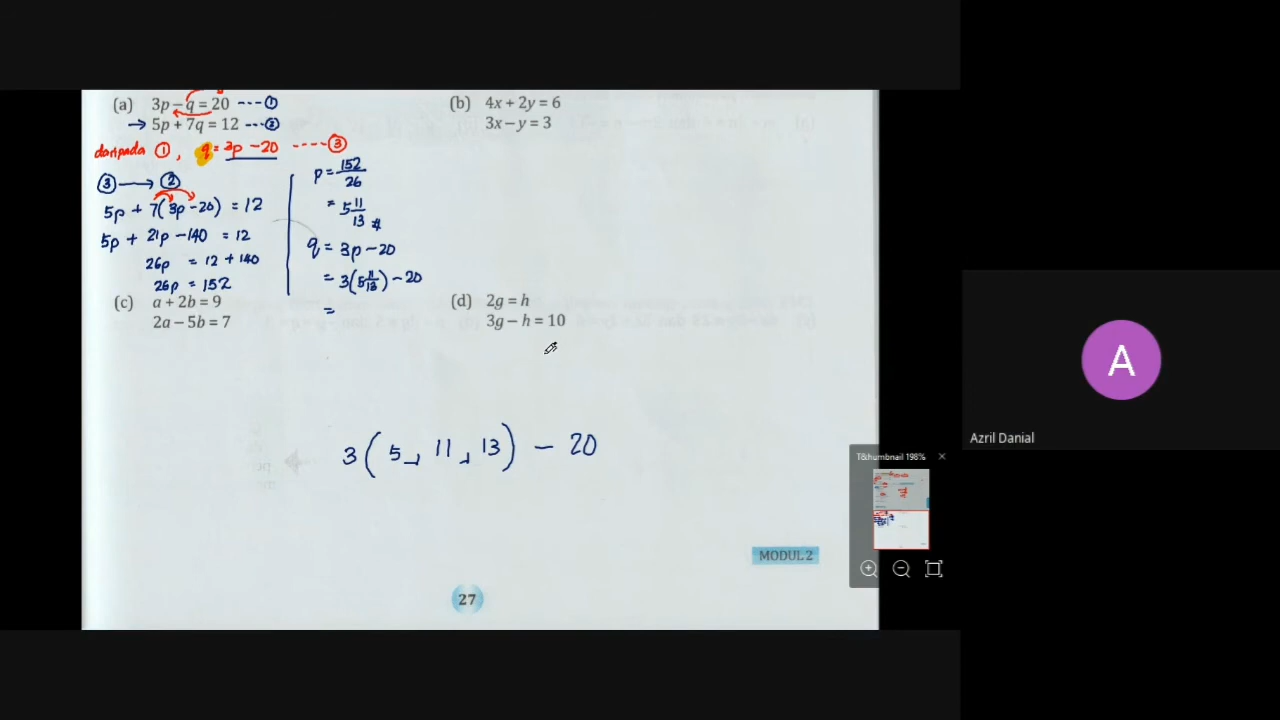 (a) 3p − q = 20 ---- ①
→ 5p + 7q = 12 --- ②
daripada ①, q = 3p − 20 ----- ③
③ → ②
5p + 7(3p − 20) = 12
5p + 21p − 140 = 12
26p = 12 + 140
26p = 152
p = 152/26
= 5 11/13 #
q = 3p − 20
= 3(5 11/13) − 20
=
(b) 4x + 2y = 6
3x − y = 3
(c) a + 2b = 9
2a − 5b = 7
(d) 2g = h
3g − h = 10
3(5 ⌟ 11 ⌟ 13) − 20
MODUL 2
27
T&humbnail 198% ×
A
Azril Danial